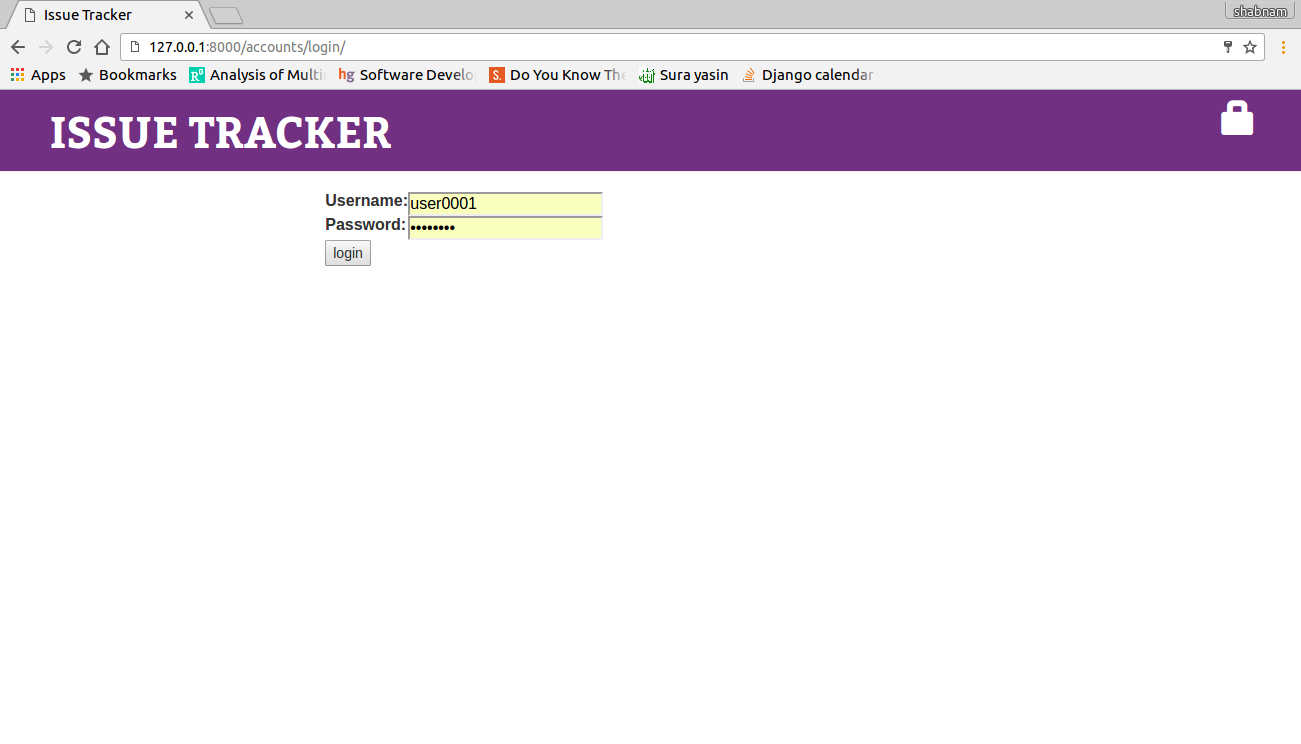 Issue Tracker
shabnam
127.0.0.1:8000/accounts/login/
Apps Bookmarks Analysis of Multi hg Software Develo S. Do You Know The Sura yasin Django calendar
ISSUE TRACKER
Username: user0001
Password: ••••••••
login